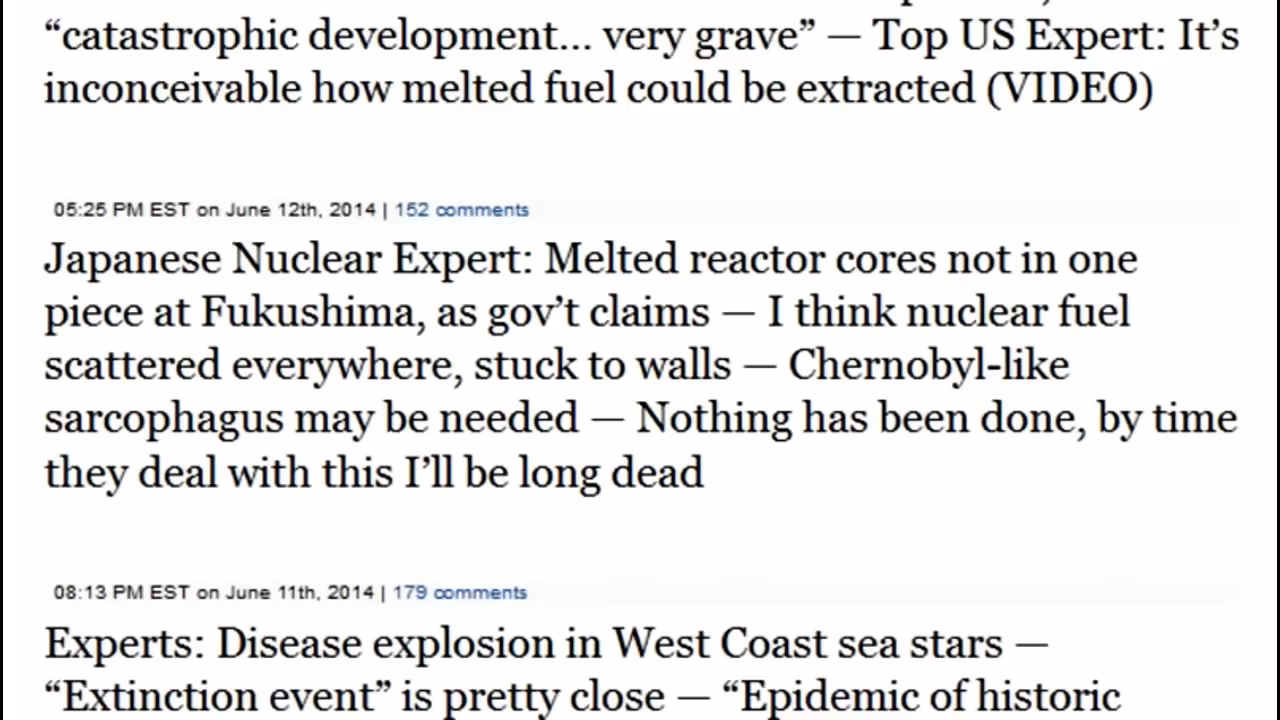 “catastrophic development... very grave” — Top US Expert: It’s
inconceivable how melted fuel could be extracted (VIDEO)
05:25 PM EST on June 12th, 2014 | 152 comments
Japanese Nuclear Expert: Melted reactor cores not in one
piece at Fukushima, as gov’t claims — I think nuclear fuel
scattered everywhere, stuck to walls — Chernobyl-like
sarcophagus may be needed — Nothing has been done, by time
they deal with this I’ll be long dead
08:13 PM EST on June 11th, 2014 | 179 comments
Experts: Disease explosion in West Coast sea stars —
“Extinction event” is pretty close — “Epidemic of historic